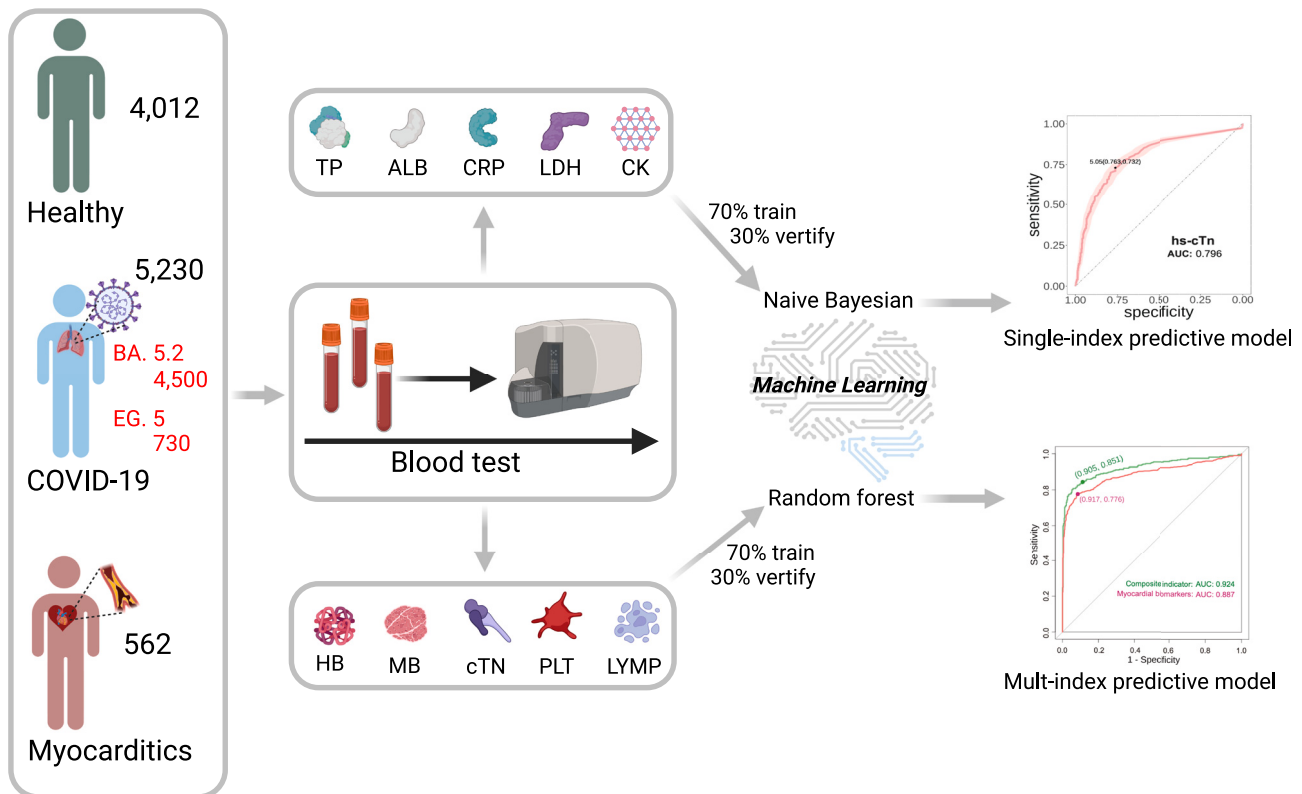 4,012
Healthy
5,230
BA. 5.2
4,500
EG. 5
730
COVID-19
562
Myocarditics
TP ALB CRP LDH CK
Blood test
HB MB cTN PLT LYMP
70% train
30% vertify
Naive Bayesian
Machine Learning
Random forest
70% train
30% vertify
1.00
0.75
0.50
0.25
0.00
sensitivity
5.05(0.763,0.732)
hs-cTn
AUC: 0.796
1.00 0.75 0.50 0.25 0.00
specificity
Single-index predictive model
1.0
0.8
0.6
0.4
0.2
0.0
Sensitivity
(0.905, 0.851)
(0.917, 0.776)
Composite indicator: AUC: 0.924
Myocardial biomarkers: AUC: 0.887
0.0 0.2 0.4 0.6 0.8 1.0
1 - Specificity
Mult-index predictive model